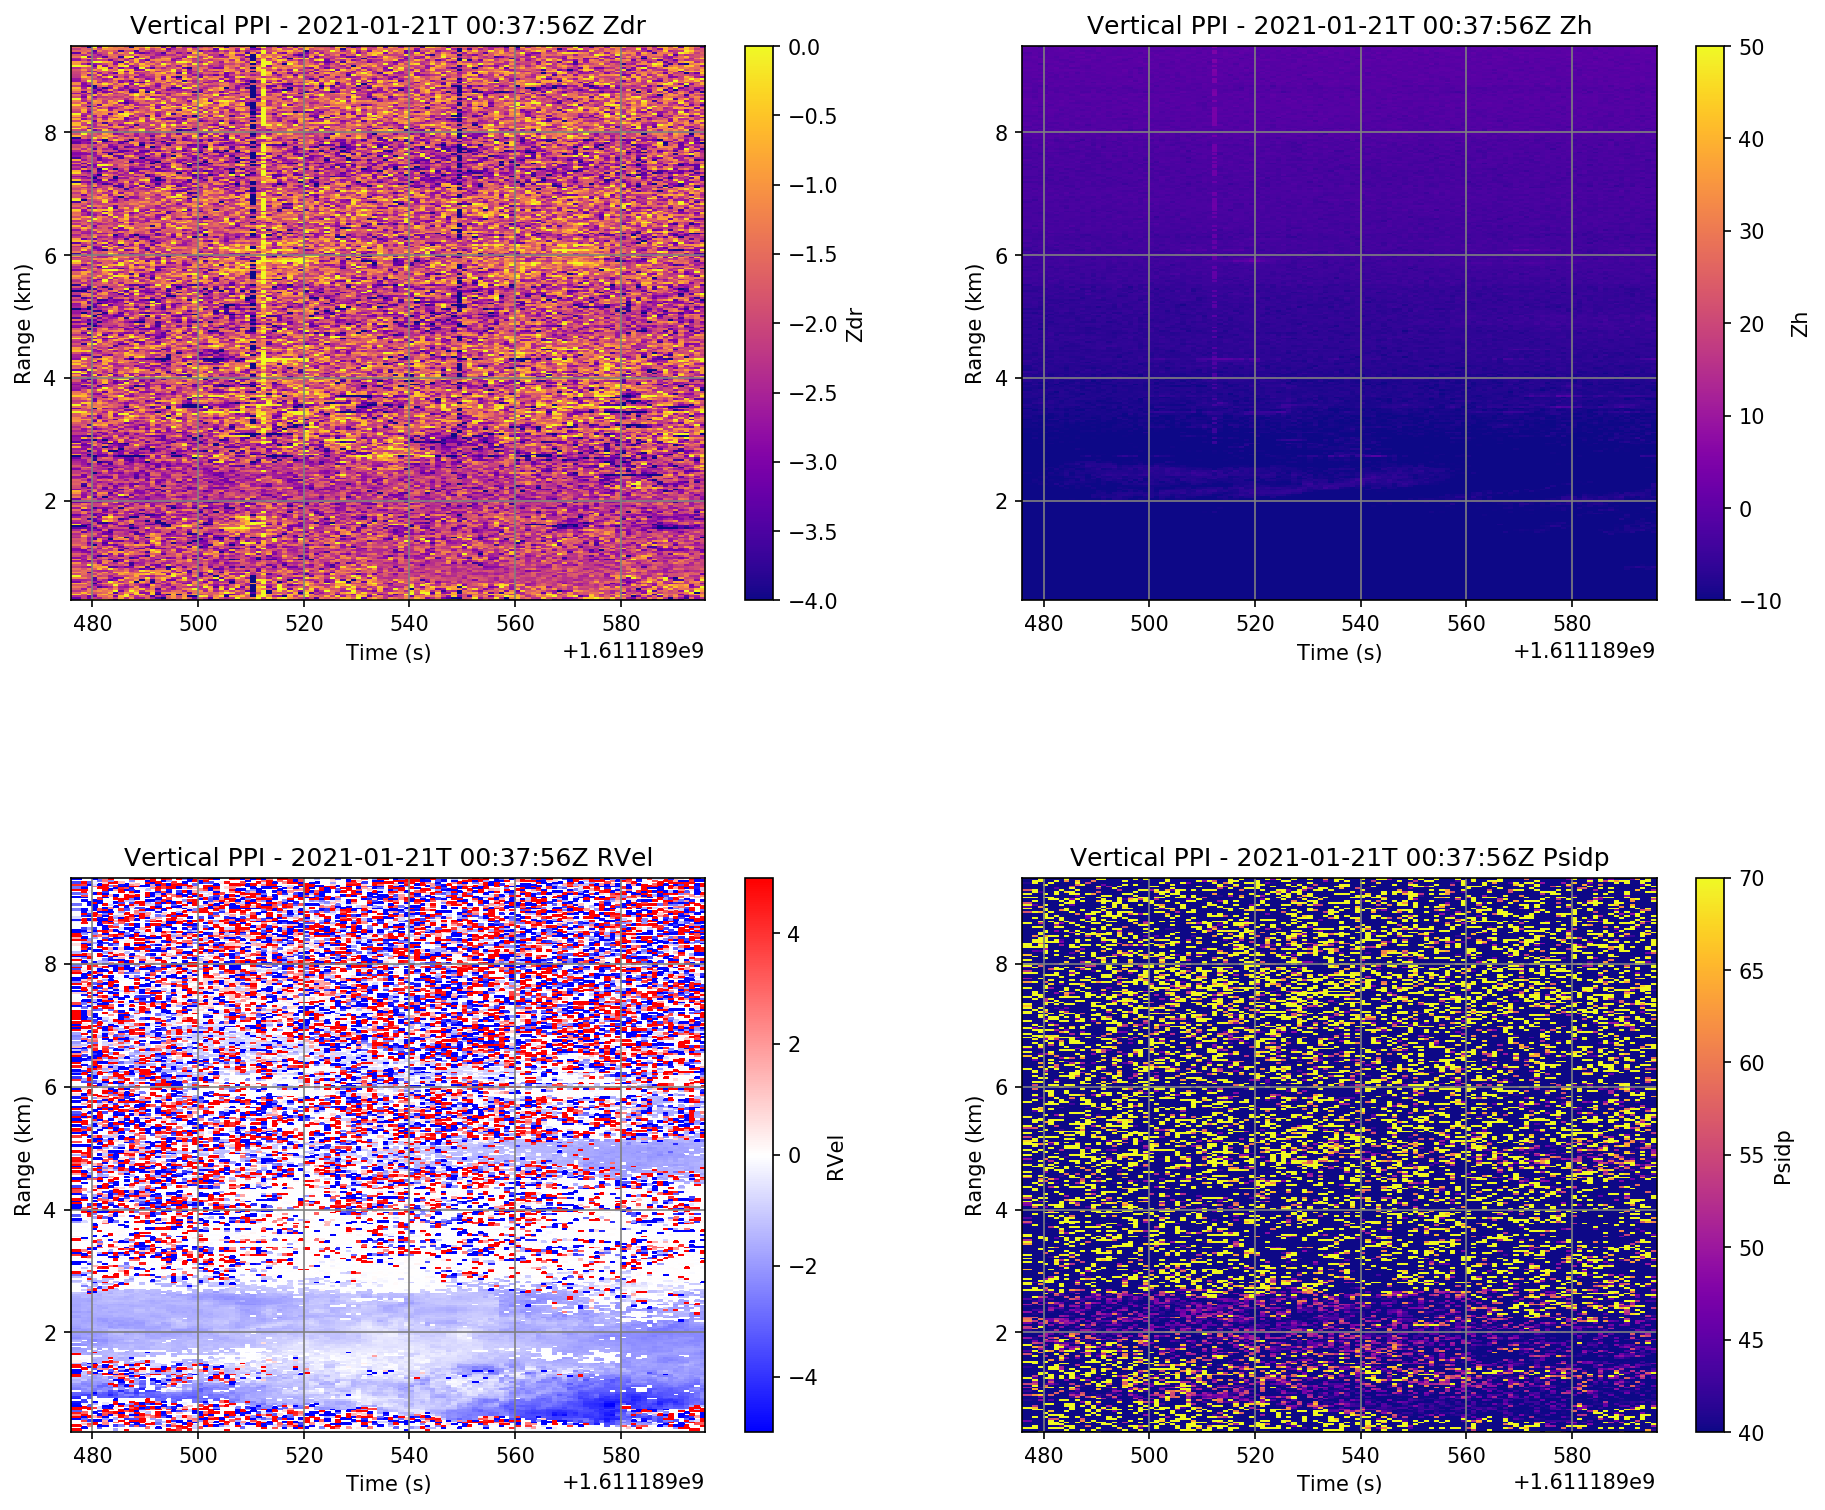 Vertical PPI - 2021-01-21T 00:37:56Z Zdr
8
6
4
2
Range (km)
480 500 520 540 560 580
Time (s)
+1.611189e9
0.0
−0.5
−1.0
−1.5
−2.0
−2.5
−3.0
−3.5
−4.0
Zdr
Vertical PPI - 2021-01-21T 00:37:56Z Zh
8
6
4
2
Range (km)
480 500 520 540 560 580
Time (s)
+1.611189e9
50
40
30
20
10
0
−10
Zh
Vertical PPI - 2021-01-21T 00:37:56Z RVel
8
6
4
2
Range (km)
480 500 520 540 560 580
Time (s)
+1.611189e9
4
2
0
−2
−4
RVel
Vertical PPI - 2021-01-21T 00:37:56Z Psidp
8
6
4
2
Range (km)
480 500 520 540 560 580
Time (s)
+1.611189e9
70
65
60
55
50
45
40
Psidp